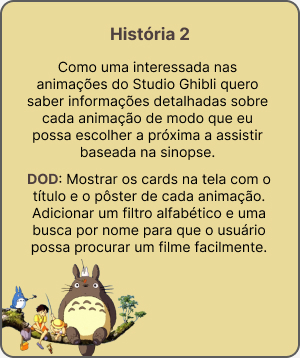 História 2
Como uma interessada nas
animações do Studio Ghibli quero
saber informações detalhadas sobre
cada animação de modo que eu
possa escolher a próxima a assistir
baseada na sinopse.
DOD: Mostrar os cards na tela com o
título e o pôster de cada animação.
Adicionar um filtro alfabético e uma
busca por nome para que o usuário
possa procurar um filme facilmente.